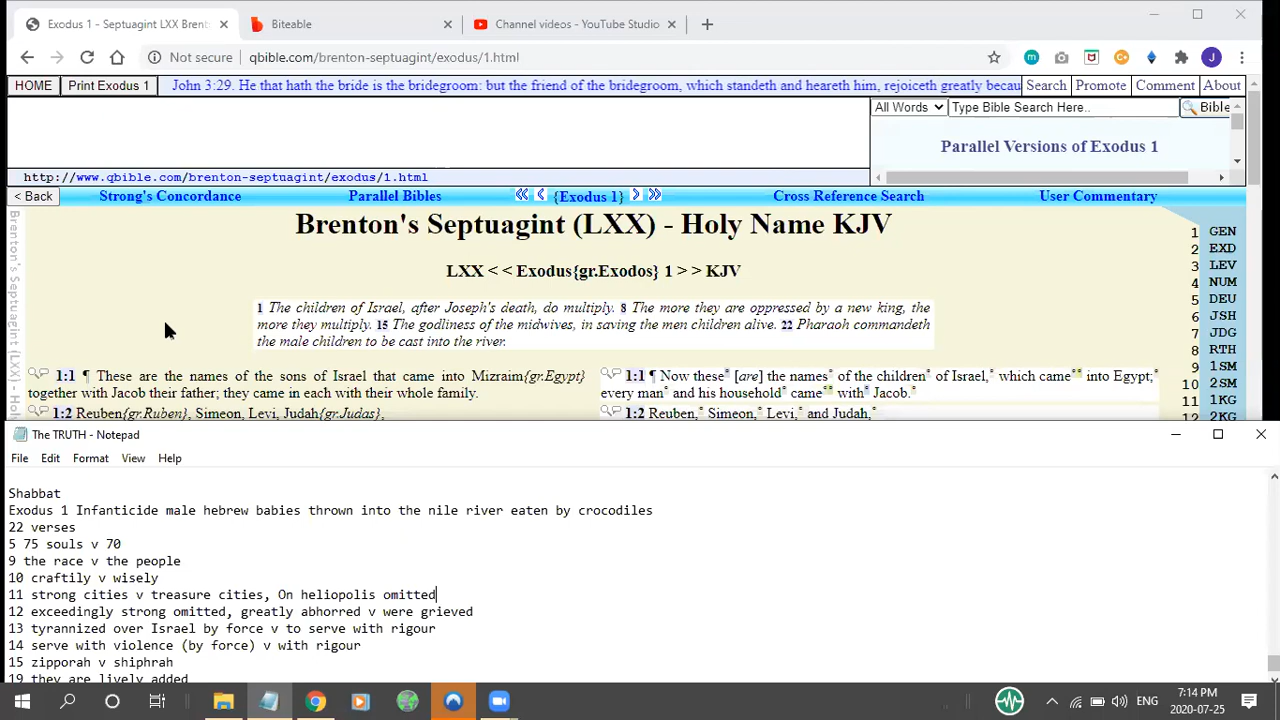 Exodus 1 - Septuagint LXX Brent
Biteable
Channel videos - YouTube Studio
Not secure
qbible.com/brenton-septuagint/exodus/1.html
J
HOME
Print Exodus 1
John 3:29. He that hath the bride is the bridegroom: but the friend of the bridegroom, which standeth and heareth him, rejoiceth greatly becau
Search
Promote
Comment
About
All Words
Type Bible Search Here..
Bible
Parallel Versions of Exodus 1
http://www.qbible.com/brenton-septuagint/exodus/1.html
< Back
Strong's Concordance
Parallel Bibles
{Exodus 1}
Cross Reference Search
User Commentary
Brenton's Septuagint (LXX) - Holy Name KJV
LXX < < Exodus{gr.Exodos} 1 > > KJV
1 The children of Israel, after Joseph's death, do multiply. 8 The more they are oppressed by a new king, the
more they multiply. 15 The godliness of the midwives, in saving the men children alive. 22 Pharaoh commandeth
the male children to be cast into the river.
1:1 ¶ These are the names of the sons of Israel that came into Mizraim{gr.Egypt}
together with Jacob their father; they came in each with their whole family.
1:2 Reuben{gr.Ruben}, Simeon, Levi, Judah{gr.Judas},
1:1 ¶ Now these* [are] the names* of the children* of Israel,* which came** into Egypt;*
every man* and his household* came** with* Jacob.*
1:2 Reuben,* Simeon,* Levi,* and Judah,*
Brenton's Septuagint (LXX) - Hol
1 GEN
2 EXD
3 LEV
4 NUM
5 DEU
6 JSH
7 JDG
8 RTH
9 1SM
10 2SM
11 1KG
12 2KG
The TRUTH - Notepad
File Edit Format View Help
Shabbat
Exodus 1 Infanticide male hebrew babies thrown into the nile river eaten by crocodiles
22 verses
5 75 souls v 70
9 the race v the people
10 craftily v wisely
11 strong cities v treasure cities, On heliopolis omitted
12 exceedingly strong omitted, greatly abhorred v were grieved
13 tyrannized over Israel by force v to serve with rigour
14 serve with violence (by force) v with rigour
15 zipporah v shiphrah
19 they are lively added
ENG
7:14 PM
2020-07-25